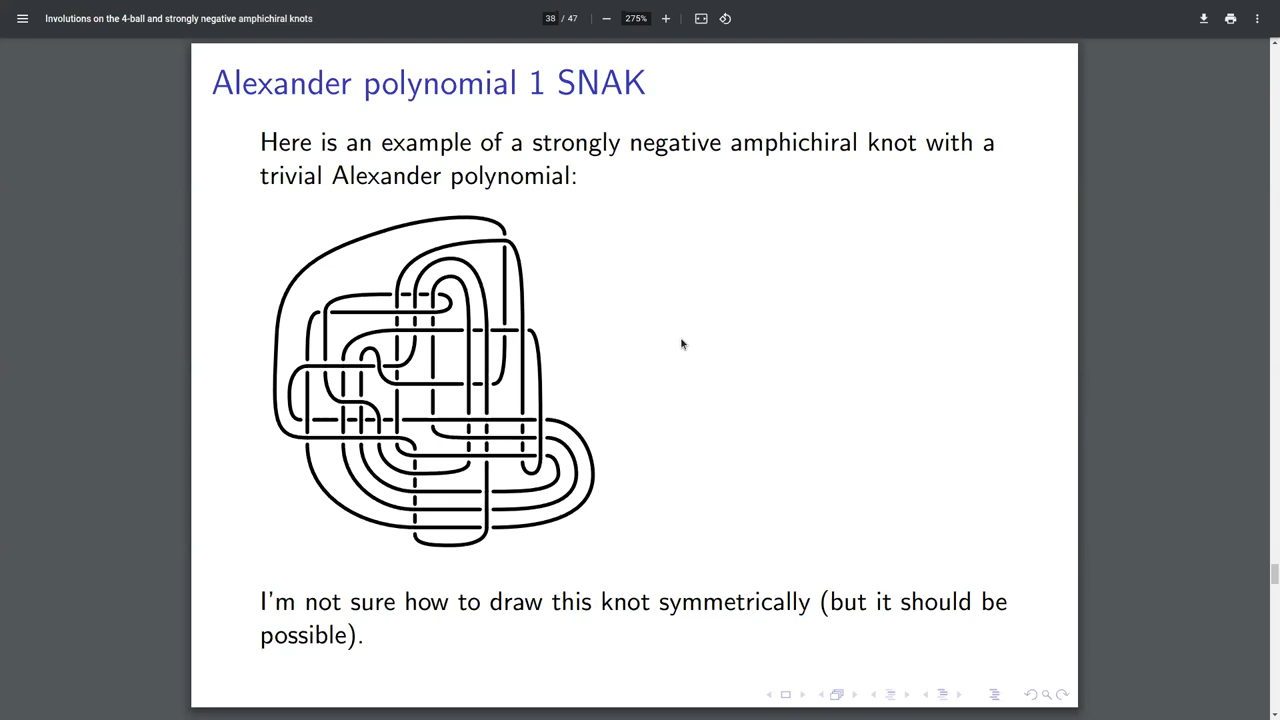 Involutions on the 4-ball and strongly negative amphichiral knots
38 / 47
275%
Alexander polynomial 1 SNAK
Here is an example of a strongly negative amphichiral knot with a
trivial Alexander polynomial:
I'm not sure how to draw this knot symmetrically (but it should be
possible).